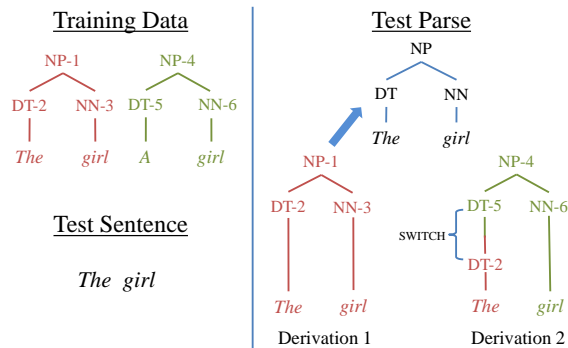 Training Data
NP-1 NP-4
DT-2 NN-3 DT-5 NN-6
The girl A girl
Test Sentence
The girl
Test Parse
NP
DT NN
The girl
NP-1 NP-4
DT-2 NN-3 DT-5 NN-6
SWITCH
DT-2
The girl The girl
Derivation 1 Derivation 2